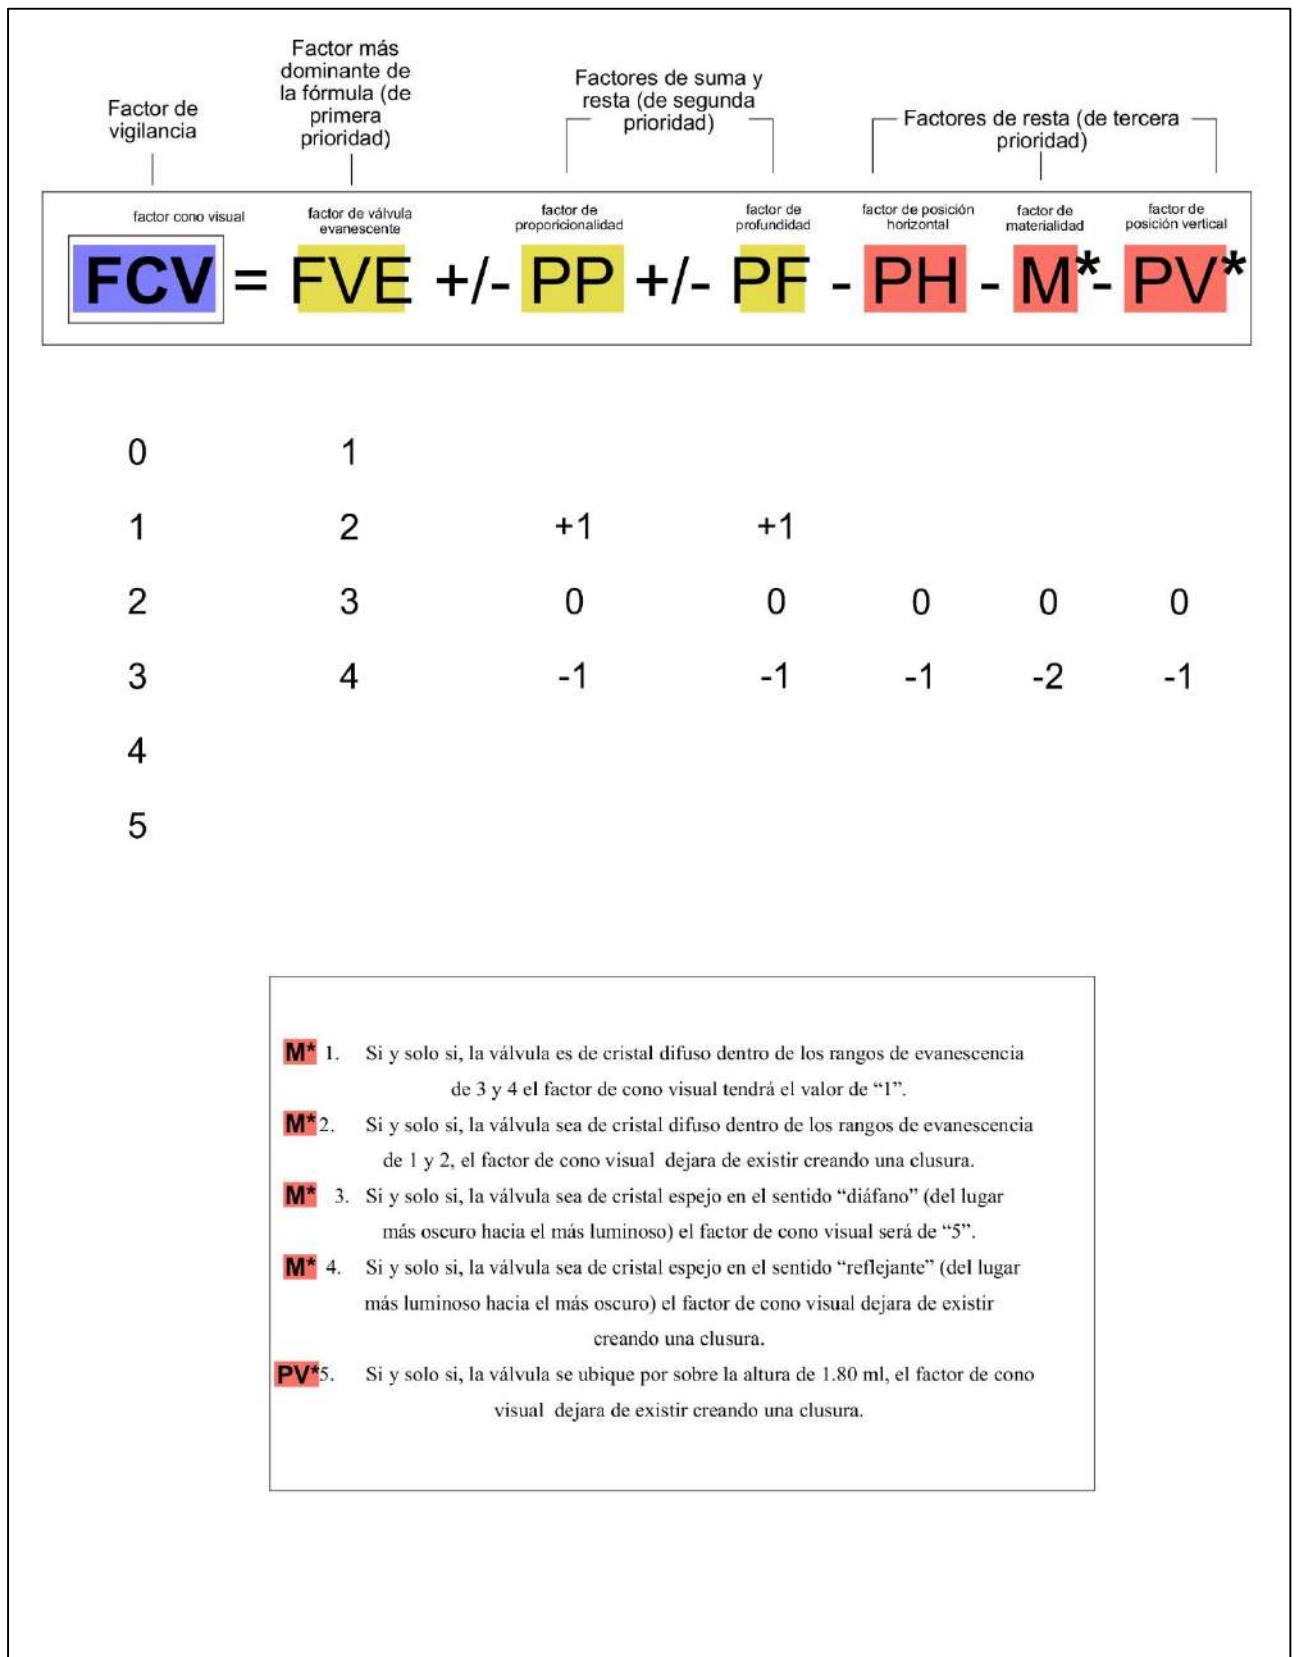 Factor de
vigilancia
Factor más
dominante de
la fórmula (de
primera
prioridad)
Factores de suma y
resta (de segunda
prioridad)
Factores de resta (de tercera
prioridad)
factor cono visual
factor de válvula
evanescente
factor de
proporicionalidad
factor de
profundidad
factor de posición
horizontal
factor de
materialidad
factor de
posición vertical
FCV = FVE +/- PP +/- PF - PH - M*- PV*
0 1
1 2 +1 +1
2 3 0 0 0 0 0
3 4 -1 -1 -1 -2 -1
4
5
M* 1. Si y solo si, la válvula es de cristal difuso dentro de los rangos de evanescencia
de 3 y 4 el factor de cono visual tendrá el valor de “1”.
M* 2. Si y solo si, la válvula sea de cristal difuso dentro de los rangos de evanescencia
de 1 y 2, el factor de cono visual dejara de existir creando una clusura.
M* 3. Si y solo si, la válvula sea de cristal espejo en el sentido “diáfano” (del lugar
más oscuro hacia el más luminoso) el factor de cono visual será de “5”.
M* 4. Si y solo si, la válvula sea de cristal espejo en el sentido “reflejante” (del lugar
más luminoso hacia el más oscuro) el factor de cono visual dejara de existir
creando una clusura.
PV*5. Si y solo si, la válvula se ubique por sobre la altura de 1.80 ml, el factor de cono
visual dejara de existir creando una clusura.